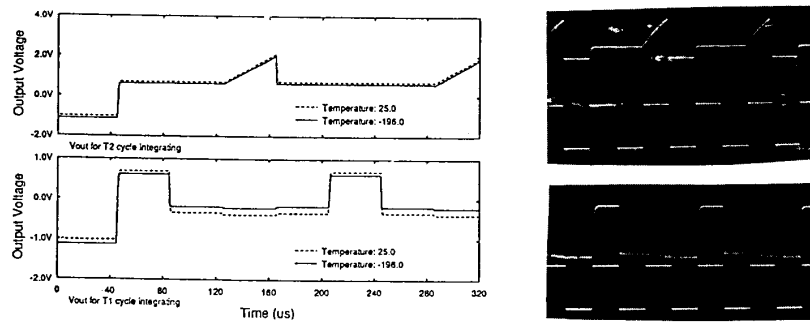 4.0V
2.0V
0.0V
-2.0V
Output Voltage
Temperature: 25.0
Temperature: -196.0
Vout for T2 cycle integrating
1.0V
0.0V
-1.0V
-2.0V
Output Voltage
Temperature: 25.0
Temperature: -196.0
Vout for T1 cycle integrating
0 40 80 120 160 200 240 280 320
Time (us)